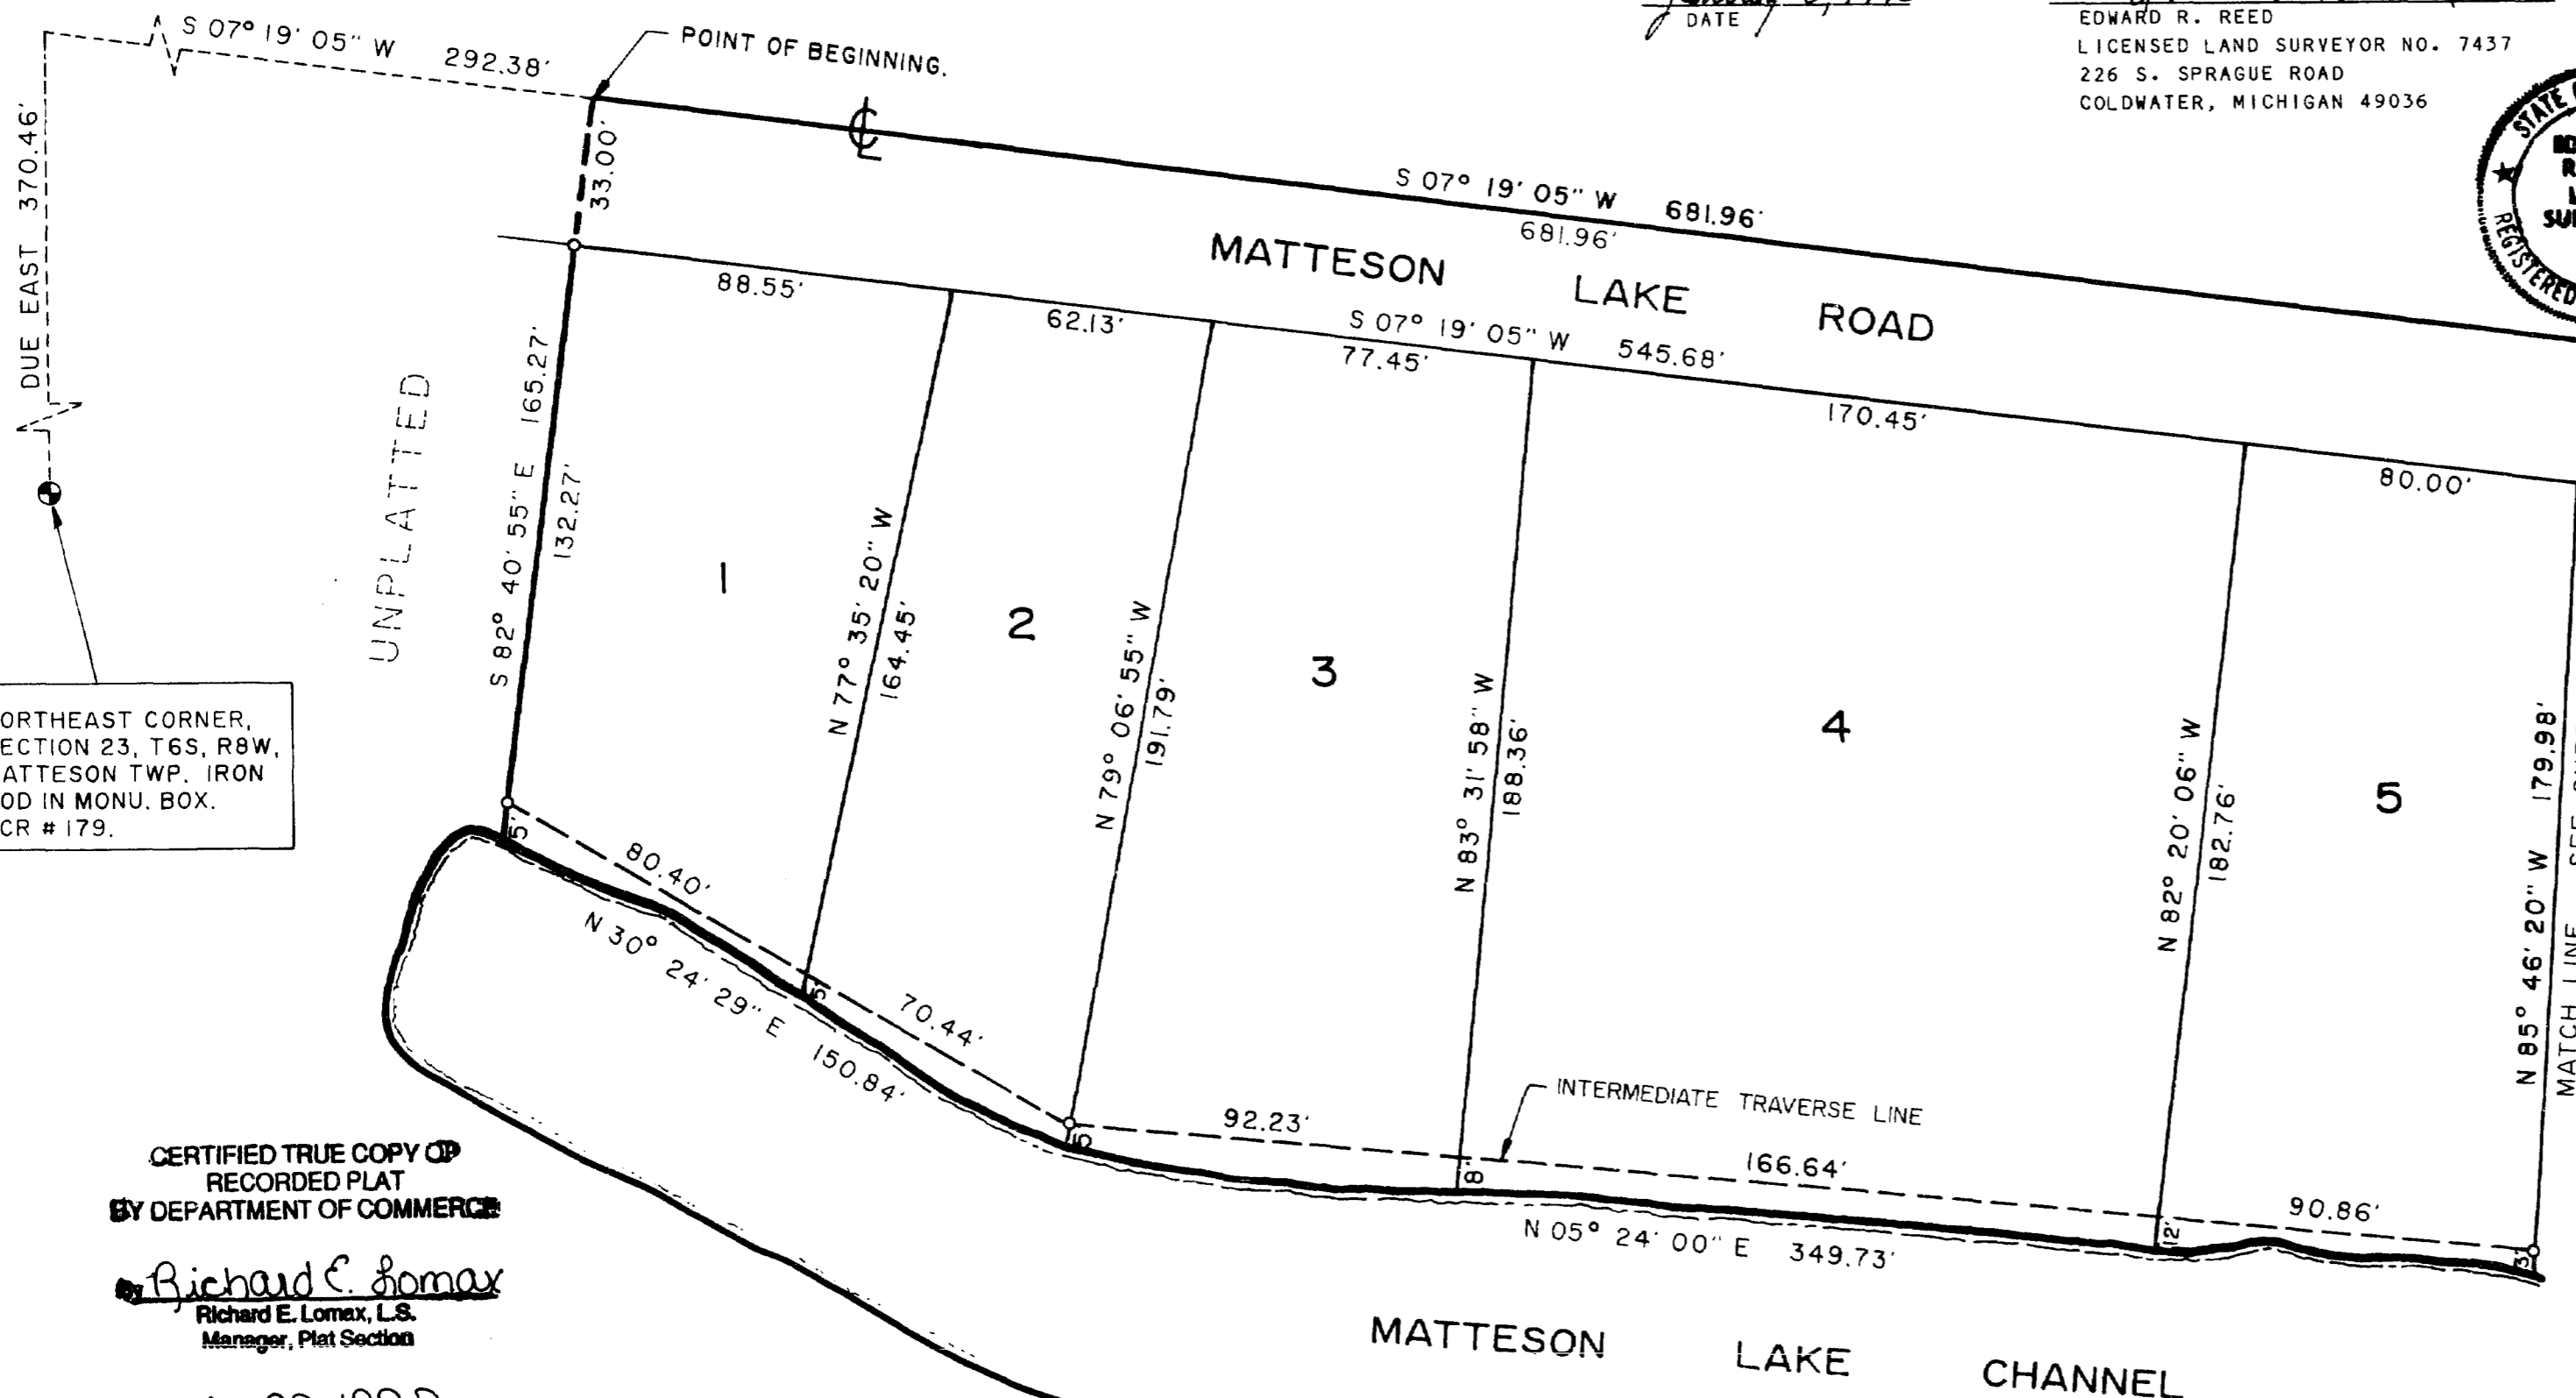 DATE
EDWARD R. REED
LICENSED LAND SURVEYOR NO. 7437
226 S. SPRAGUE ROAD
COLDWATER, MICHIGAN 49036
STATE
REGISTERED
S 07° 19' 05" W 292.38'
POINT OF BEGINNING.
DUE EAST 370.46'
33.00'
S 07° 19' 05" W 681.96'
681.96'
MATTESON LAKE ROAD
88.55'
62.13'
S 07° 19' 05" W 545.68'
77.45'
170.45'
80.00'
UNPLATTED
S 82° 40' 55" E 165.27'
132.27'
1
N 77° 35' 20" W
164.45'
2
N 79° 06' 55" W
191.79'
3
N 83° 31' 58" W
188.36'
4
N 82° 20' 06" W
182.76'
5
N 85° 46' 20" W 179.98'
MATCH LINE
ORTHEAST CORNER,
ECTION 23, T6S, R8W,
ATTESON TWP. IRON
OD IN MONU. BOX.
CR # 179.
5'
80.40'
5'
70.44'
N 30° 24' 29" E 150.84'
5'
92.23'
INTERMEDIATE TRAVERSE LINE
8'
166.64'
12'
90.86'
3'
N 05° 24' 00" E 349.73'
MATTESON LAKE CHANNEL
CERTIFIED TRUE COPY OF
RECORDED PLAT
BY DEPARTMENT OF COMMERCE
By Richard E. Lomax
Richard E. Lomax, L.S.
Manager, Plat Section